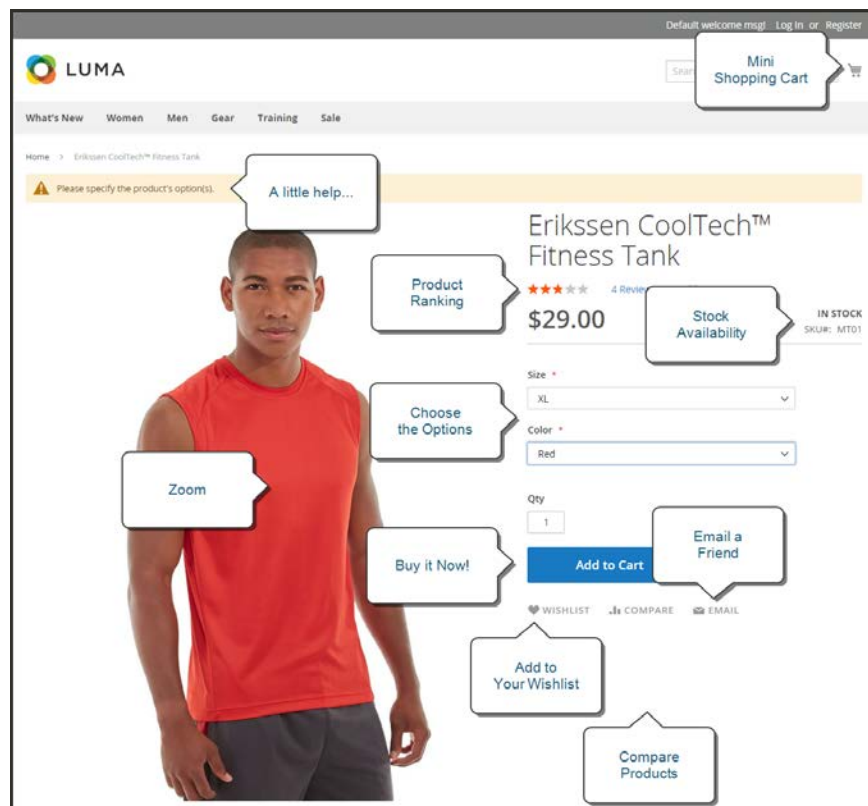 Default welcome msg! Log In or Register
LUMA
Sear
Mini
Shopping Cart
What's New Women Men Gear Training Sale
Home > Erikssen CoolTech™ Fitness Tank
Please specify the product's option(s).
A little help...
Erikssen CoolTech™
Fitness Tank
Product
Ranking
4 Review
$29.00
Stock
Availability
IN STOCK
SKU#: MT01
Size *
XL
Choose
the Options
Color *
Red
Zoom
Qty
1
Email a
Friend
Buy it Now!
Add to Cart
WISHLIST COMPARE EMAIL
Add to
Your Wishlist
Compare
Products